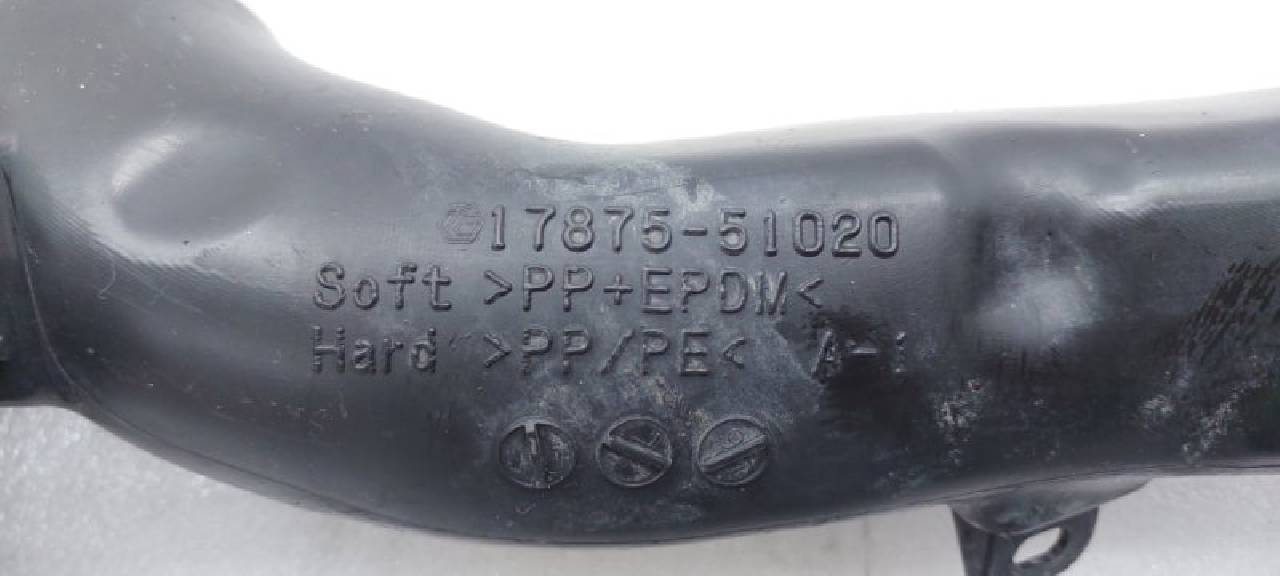 17875-51020
Soft >PP+EPDM<
Hard >PP/PE< A-1